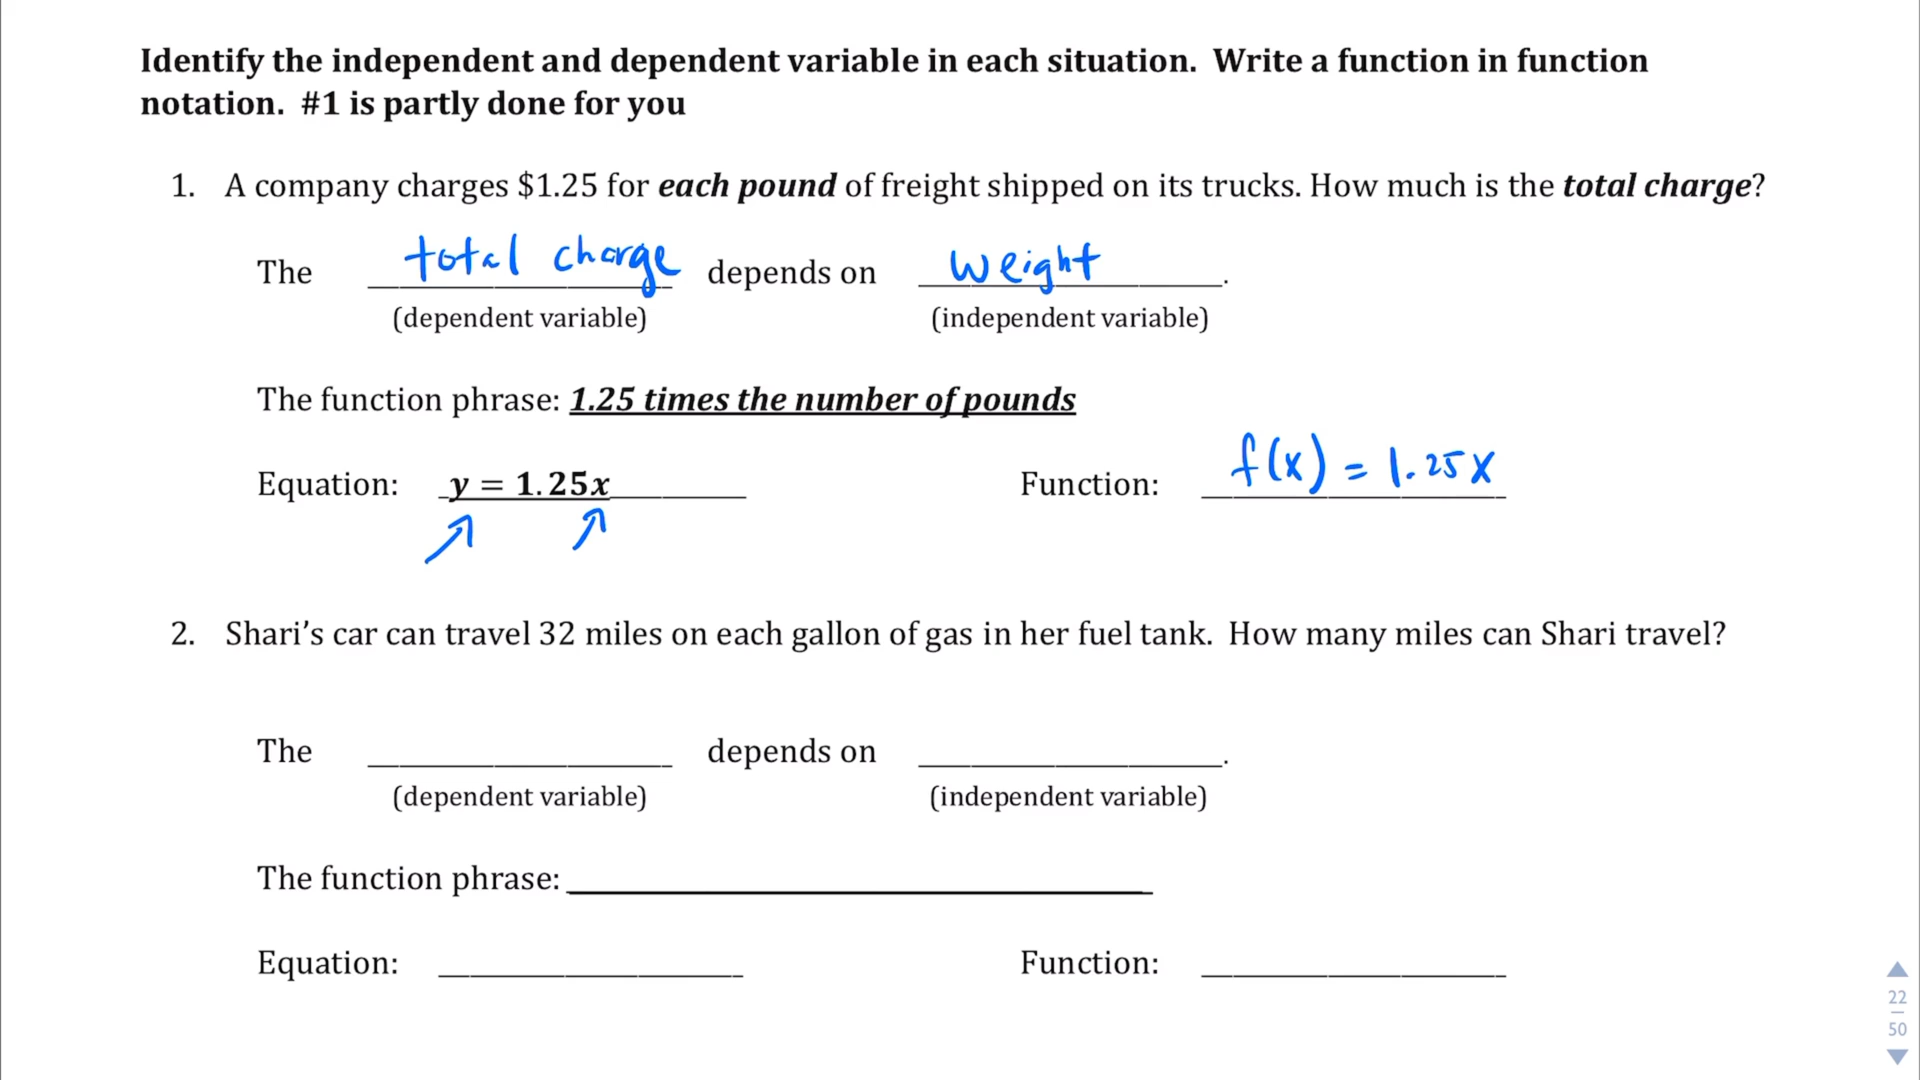 Identify the independent and dependent variable in each situation. Write a function in function
notation. #1 is partly done for you
1. A company charges $1.25 for each pound of freight shipped on its trucks. How much is the total charge?
The total charge depends on weight.
(dependent variable) (independent variable)
The function phrase: 1.25 times the number of pounds
Equation: y = 1.25x Function: f(x) = 1.25x
2. Shari’s car can travel 32 miles on each gallon of gas in her fuel tank. How many miles can Shari travel?
The ____________ depends on ____________.
(dependent variable) (independent variable)
The function phrase: ____________
Equation: ____________ Function: ____________
22
50